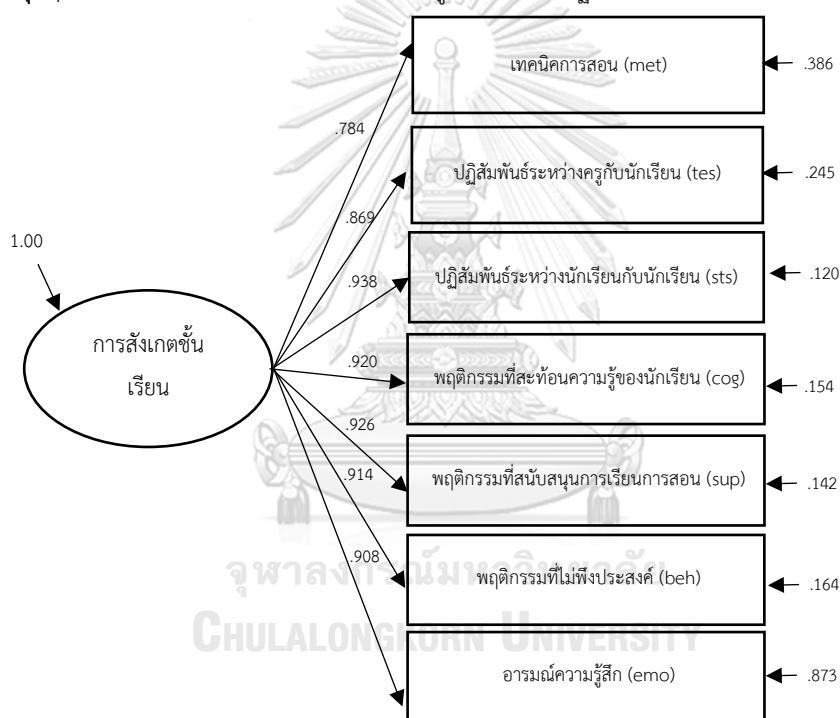 เทคนิคการสอน (met)
.386
.784
ปฏิสัมพันธ์ระหว่างครูกับนักเรียน (tes)
.245
.869
1.00
ปฏิสัมพันธ์ระหว่างนักเรียนกับนักเรียน (sts)
.120
.938
การสังเกตชั้น
เรียน
.920
พฤติกรรมที่สะท้อนความรู้ของนักเรียน (cog)
.154
.926
พฤติกรรมที่สนับสนุนการเรียนการสอน (sup)
.142
.914
.908
พฤติกรรมที่ไม่พึงประสงค์ (beh)
.164
จุฬาลงกรณ์มหาวิทยาลัย
CHULALONGKORN UNIVERSITY
อารมณ์ความรู้สึก (emo)
.873